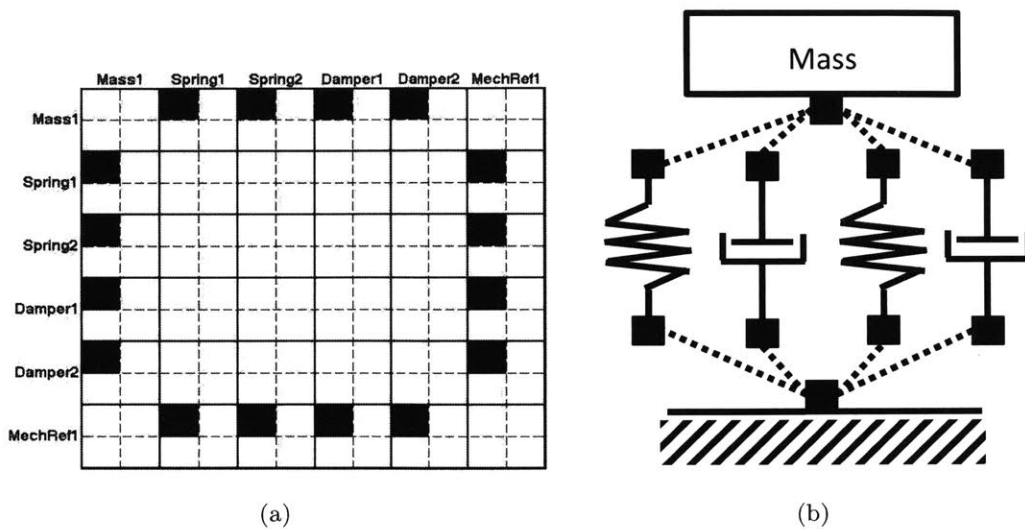 Mass1 Spring1 Spring2 Damper1 Damper2 MechRef1
Mass1
Spring1
Spring2
Damper1
Damper2
MechRef1
Mass
(a)
(b)